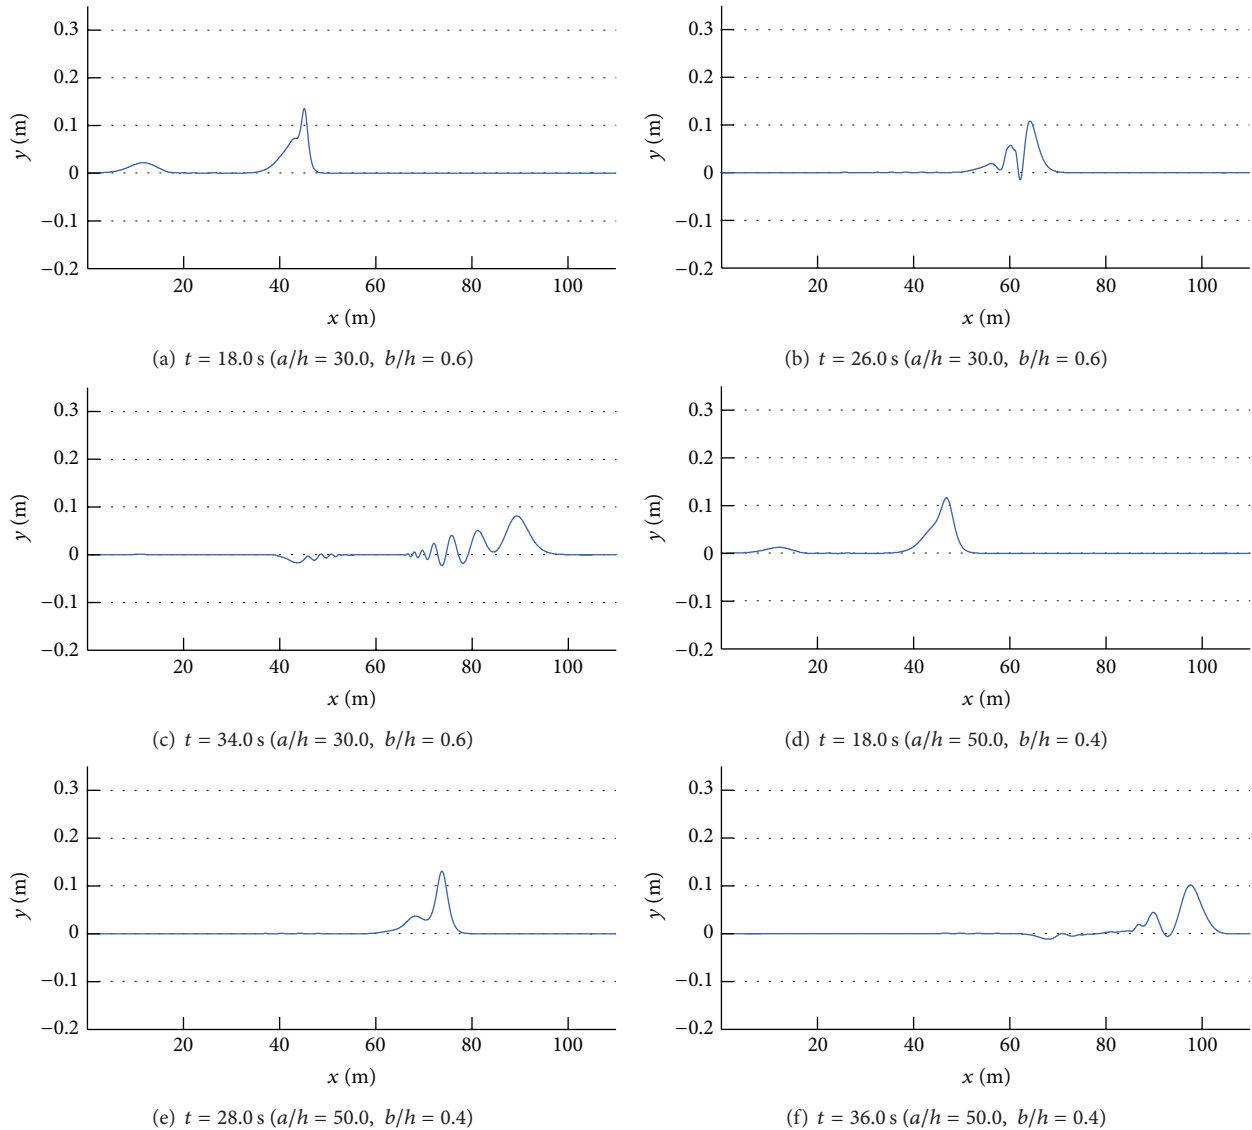 0.3
0.2
0.1
0
−0.1
−0.2
y (m)
20 40 60 80 100
x (m)
(a) t = 18.0 s (a/h = 30.0, b/h = 0.6)
0.3
0.2
0.1
0
−0.1
−0.2
y (m)
20 40 60 80 100
x (m)
(b) t = 26.0 s (a/h = 30.0, b/h = 0.6)
0.3
0.2
0.1
0
−0.1
−0.2
y (m)
20 40 60 80 100
x (m)
(c) t = 34.0 s (a/h = 30.0, b/h = 0.6)
0.3
0.2
0.1
0
−0.1
−0.2
y (m)
20 40 60 80 100
x (m)
(d) t = 18.0 s (a/h = 50.0, b/h = 0.4)
0.3
0.2
0.1
0
−0.1
−0.2
y (m)
20 40 60 80 100
x (m)
(e) t = 28.0 s (a/h = 50.0, b/h = 0.4)
0.3
0.2
0.1
0
−0.1
−0.2
y (m)
20 40 60 80 100
x (m)
(f) t = 36.0 s (a/h = 50.0, b/h = 0.4)